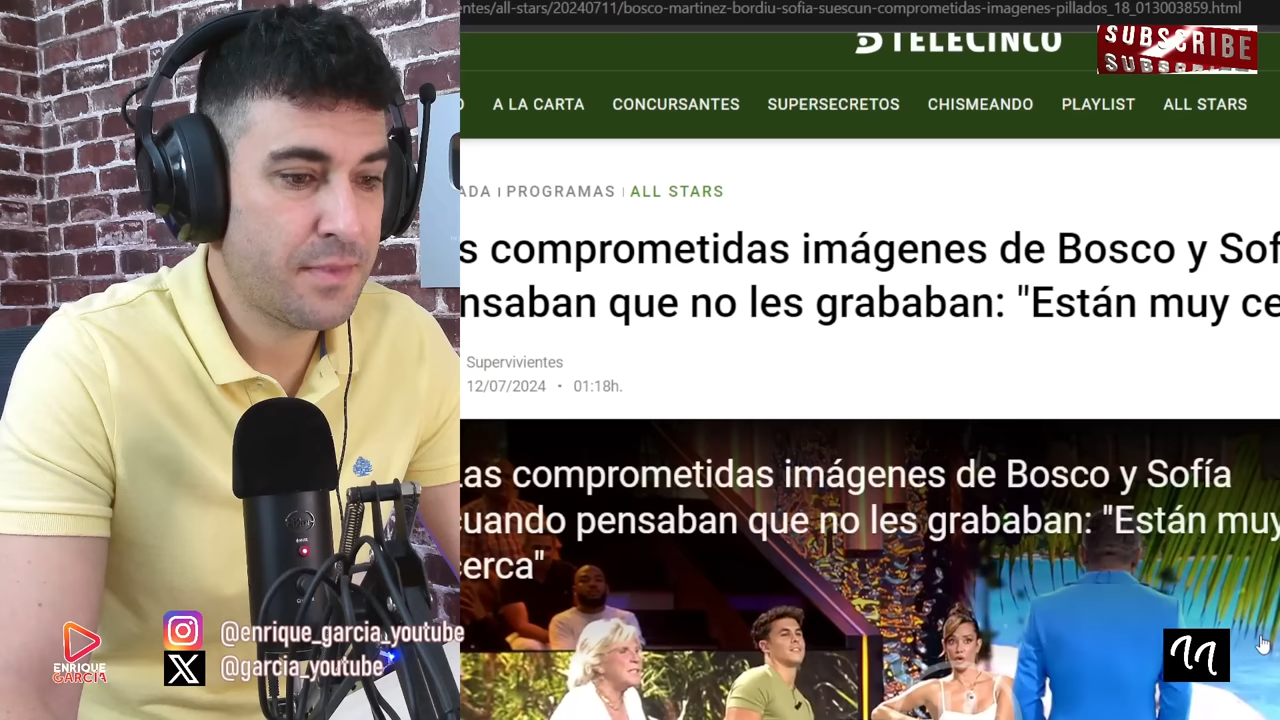 entes/all-stars/20240711/bosco-martinez-bordiu-sofia-suescun-comprometidas-imagenes-pillados_18_013003859.html
TELECINCO
SUBSCRIBE
SUBSCRIBE
O A LA CARTA CONCURSANTES SUPERSECRETOS CHISMEANDO PLAYLIST ALL STARS
ADA | PROGRAMAS | ALL STARS
s comprometidas imágenes de Bosco y Sof
nsaban que no les grababan: "Están muy ce
Supervivientes
12/07/2024 • 01:18h.
Las comprometidas imágenes de Bosco y Sofía
cuando pensaban que no les grababan: "Están muy
cerca"
@enrique_garcia_youtube
@garcia_youtube
ENRIQUE
GARCIA